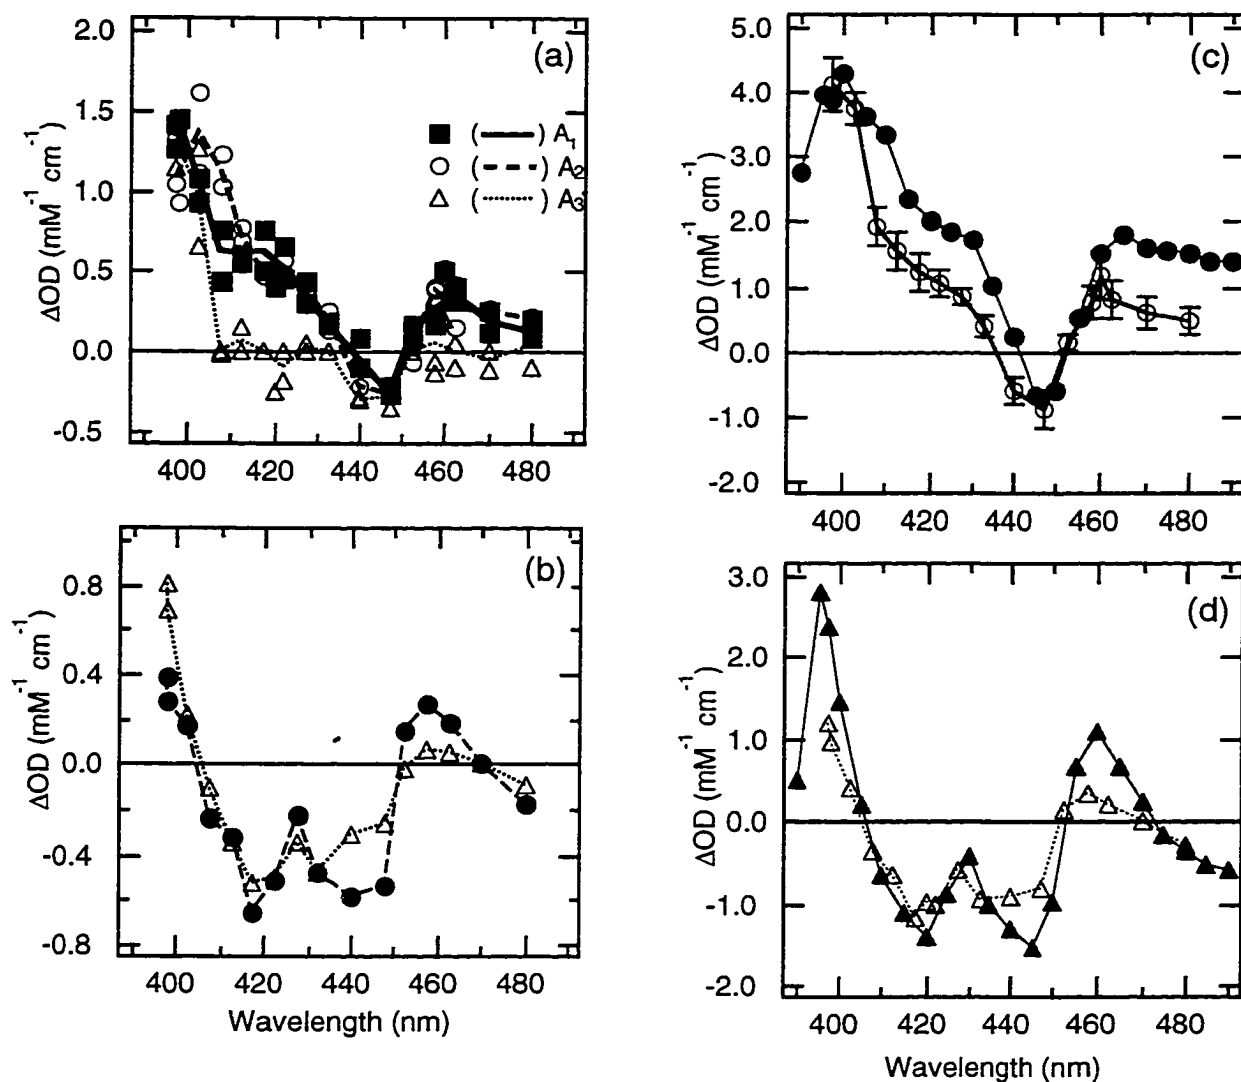 (a)
2.0
1.5
1.0
0.5
0.0
-0.5
ΔOD (mM⁻¹ cm⁻¹)
( ) A₁
( ) A₂
( ) A₃
400 420 440 460 480
(b)
0.8
0.4
0.0
-0.4
-0.8
ΔOD (mM⁻¹ cm⁻¹)
400 420 440 460 480
Wavelength (nm)
(c)
5.0
4.0
3.0
2.0
1.0
0.0
-1.0
-2.0
ΔOD (mM⁻¹ cm⁻¹)
400 420 440 460 480
(d)
3.0
2.0
1.0
0.0
-1.0
-2.0
ΔOD (mM⁻¹ cm⁻¹)
400 420 440 460 480
Wavelength (nm)